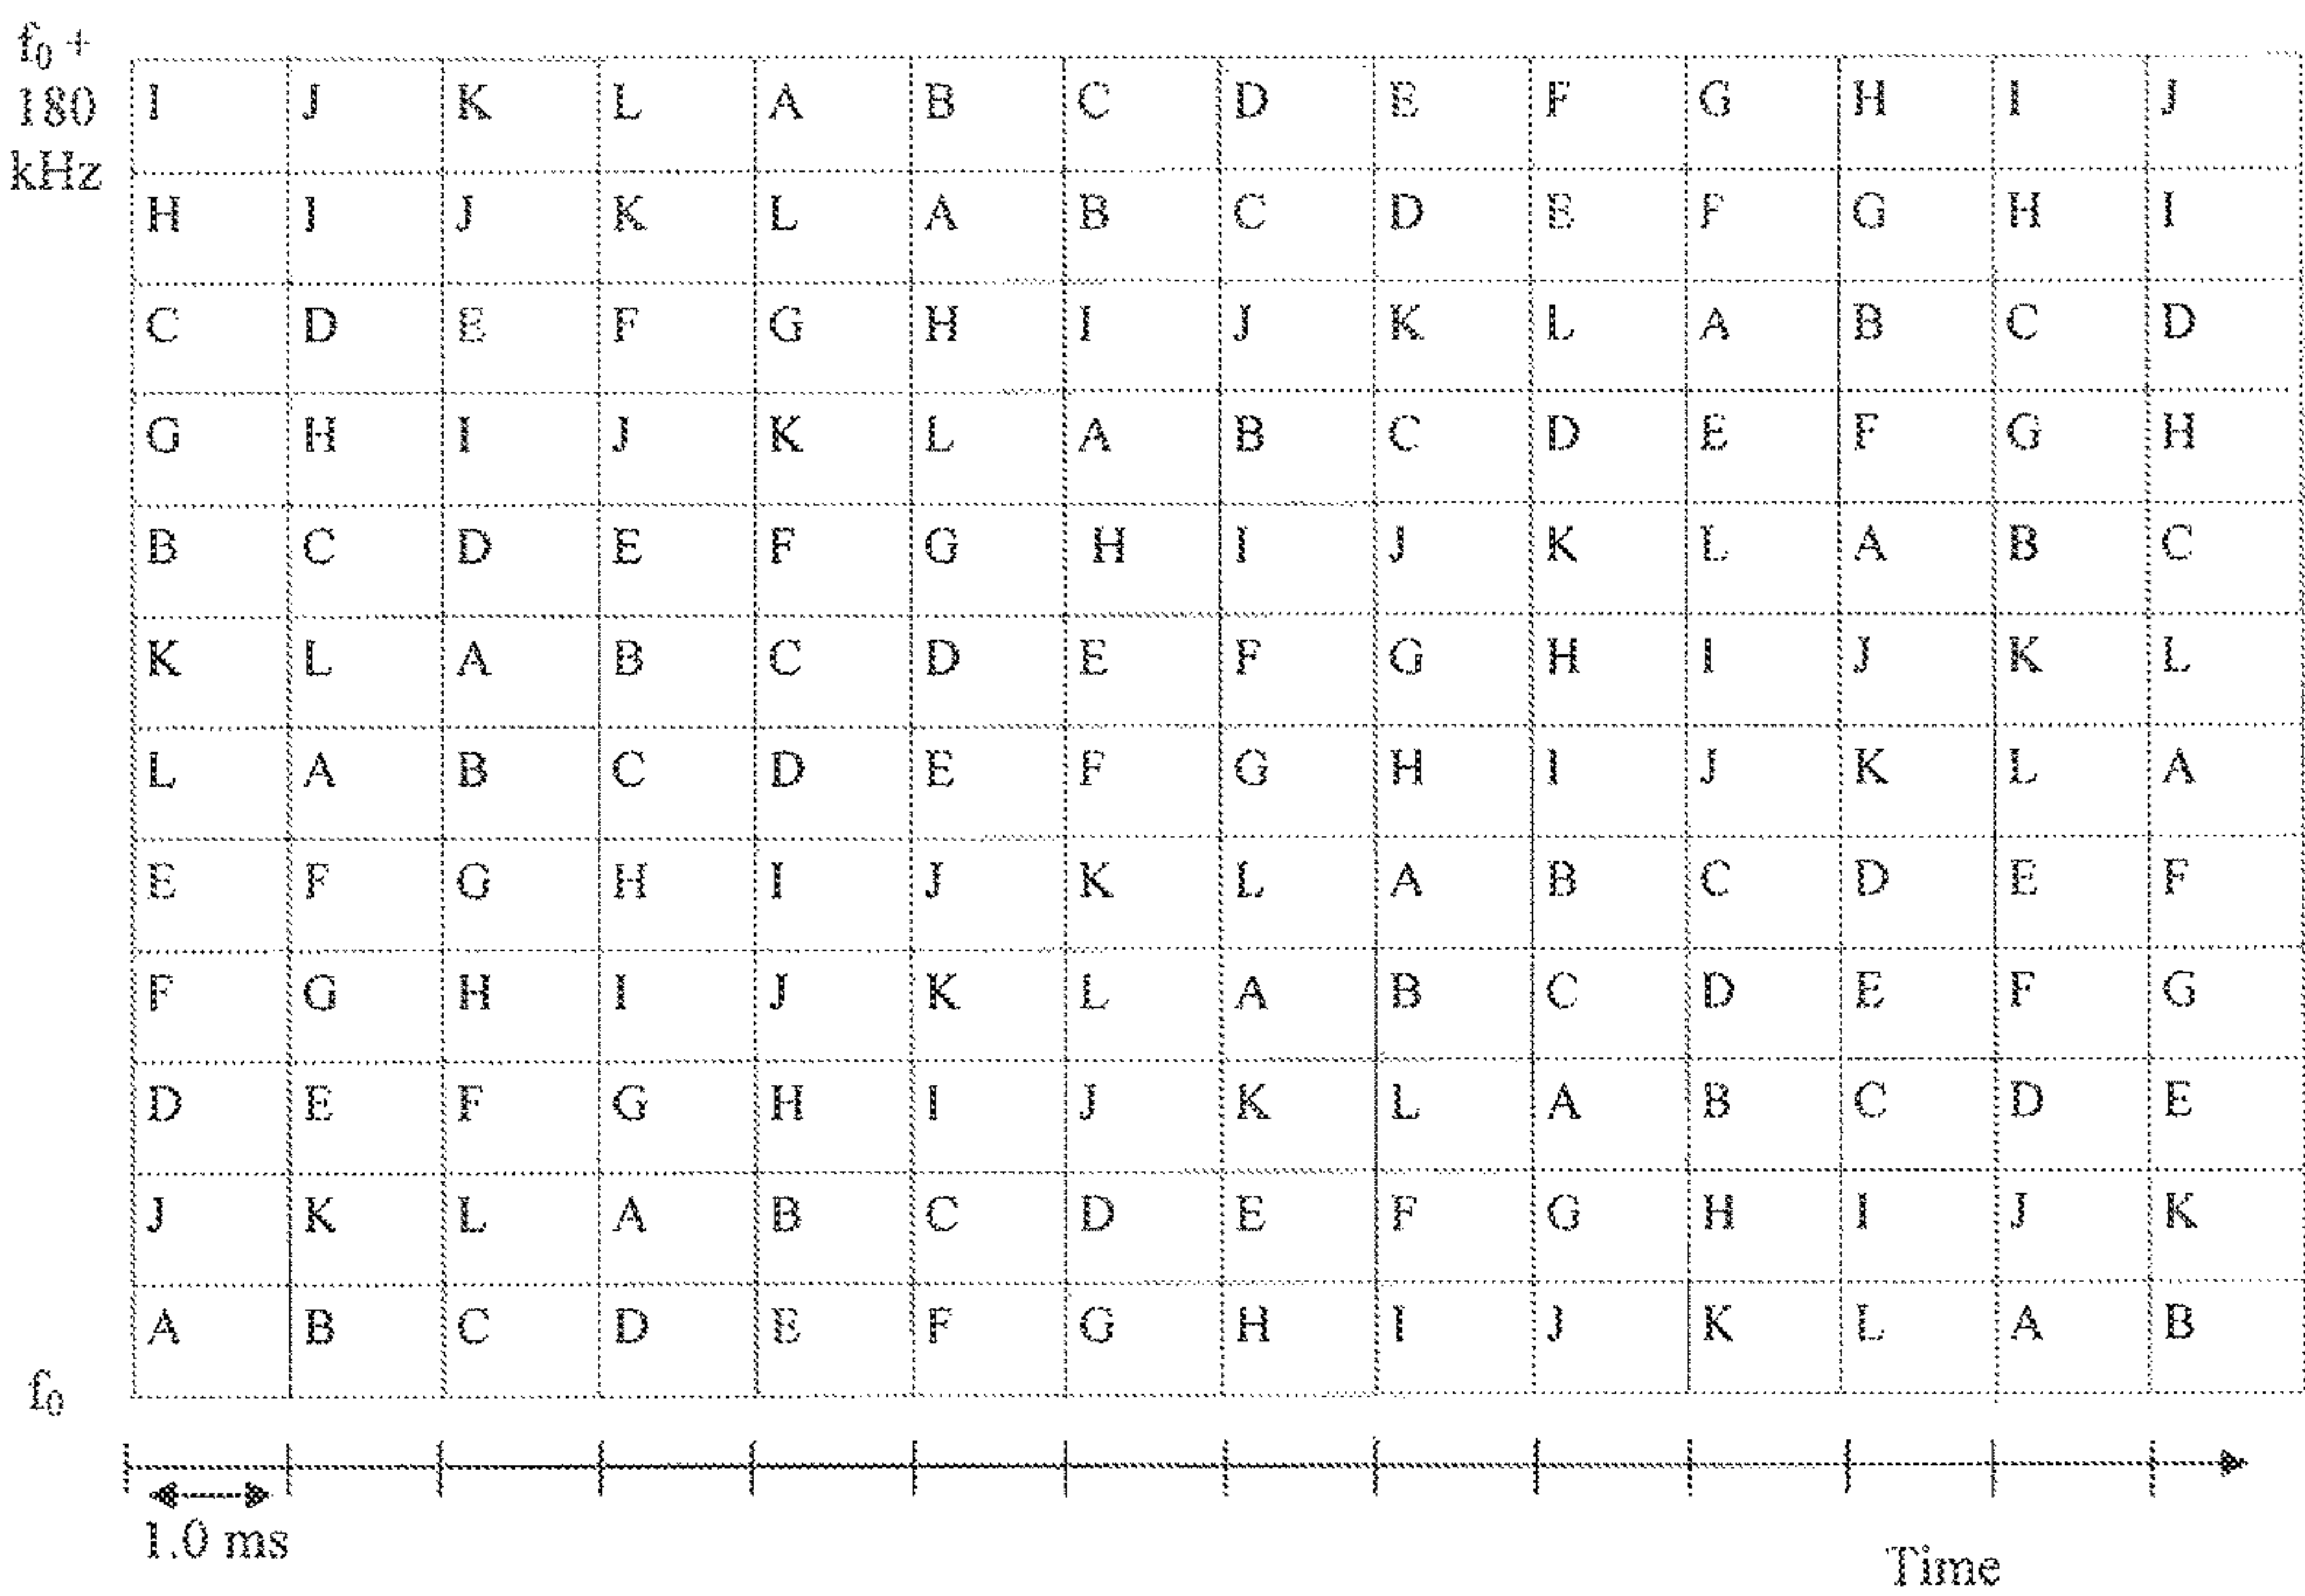 f₀ +
180
kHz
I J K L A B C D E F G H I J
H I J K L A B C D E F G H I
C D E F G H I J K L A B C D
G H I J K L A B C D E F G H
B C D E F G H I J K L A B C
K L A B C D E F G H I J K L
L A B C D E F G H I J K L A
E F G H I J K L A B C D E F
F G H I J K L A B C D E F G
D E F G H I J K L A B C D E
J K L A B C D E F G H I J K
A B C D E F G H I J K L A B
f₀
1.0 ms
Time